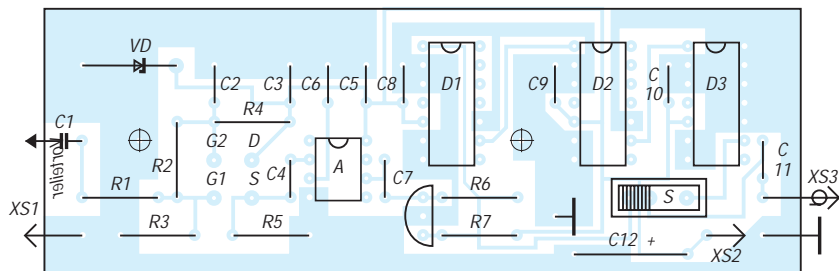 VD
C2
C3
C6
C5
C8
D1
C9
D2
C
10
D3
C1
R4
G2
D
R2
C4
A
C7
C
11
R1
G1
S
R6
S
XS3
XS1
R3
R5
R7
C12 +
XS2